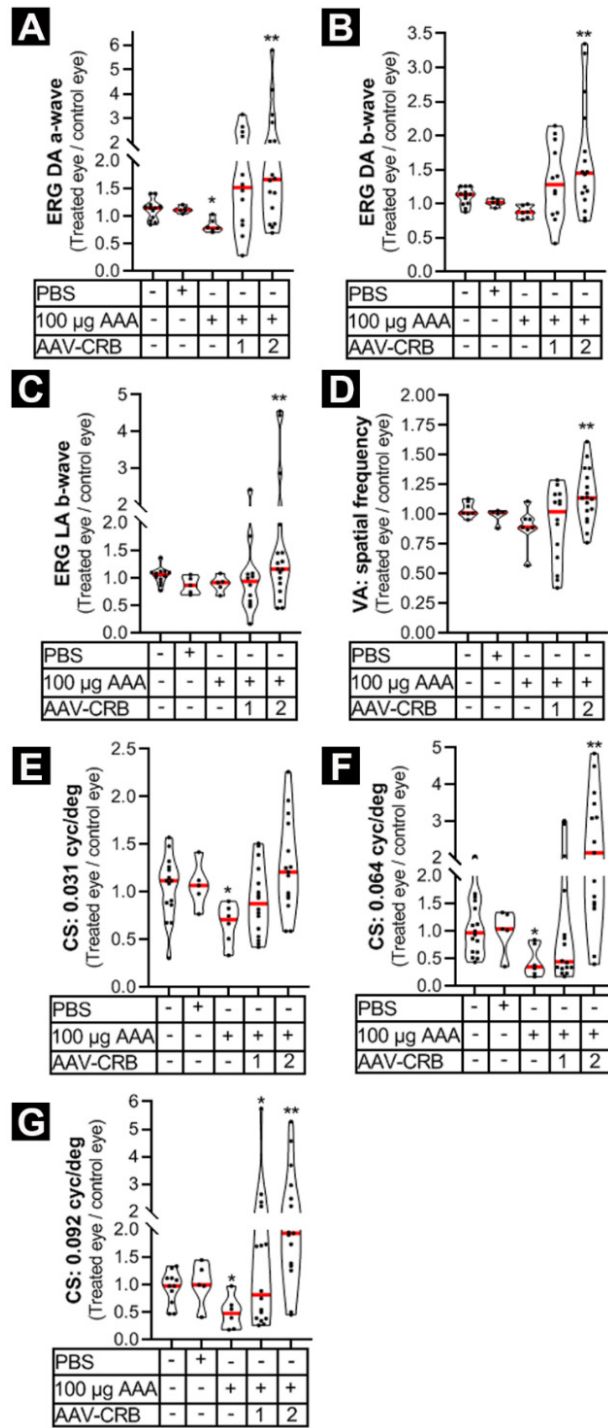 A
ERG DA a-wave
(Treated eye / control eye)
6
5
4
3
2
2.0
1.5
1.0
0.5
0.0
*
**
PBS - + - - -
100 µg AAA - - + + +
AAV-CRB - - - 1 2
B
ERG DA b-wave
(Treated eye / control eye)
3.5
3.0
2.5
2.0
1.5
1.0
0.5
0.0
**
PBS - + - - -
100 µg AAA - - + + +
AAV-CRB - - - 1 2
C
ERG LA b-wave
(Treated eye / control eye)
5
4
3
2
2.0
1.5
1.0
0.5
0.0
**
PBS - + - - -
100 µg AAA - - + + +
AAV-CRB - - - 1 2
D
VA: spatial frequency
(Treated eye / control eye)
2.00
1.75
1.50
1.25
1.00
0.75
0.50
0.25
0.00
**
PBS - + - - -
100 µg AAA - - + + +
AAV-CRB - - - 1 2
E
CS: 0.031 cyc/deg
(Treated eye / control eye)
2.5
2.0
1.5
1.0
0.5
0.0
*
PBS - + - - -
100 µg AAA - - + + +
AAV-CRB - - - 1 2
F
CS: 0.064 cyc/deg
(Treated eye / control eye)
5
4
3
2
2.0
1.5
1.0
0.5
0.0
*
**
PBS - + - - -
100 µg AAA - - + + +
AAV-CRB - - - 1 2
G
CS: 0.092 cyc/deg
(Treated eye / control eye)
6
5
4
3
2
2.0
1.5
1.0
0.5
0.0
*
*
**
PBS - + - - -
100 µg AAA - - + + +
AAV-CRB - - - 1 2